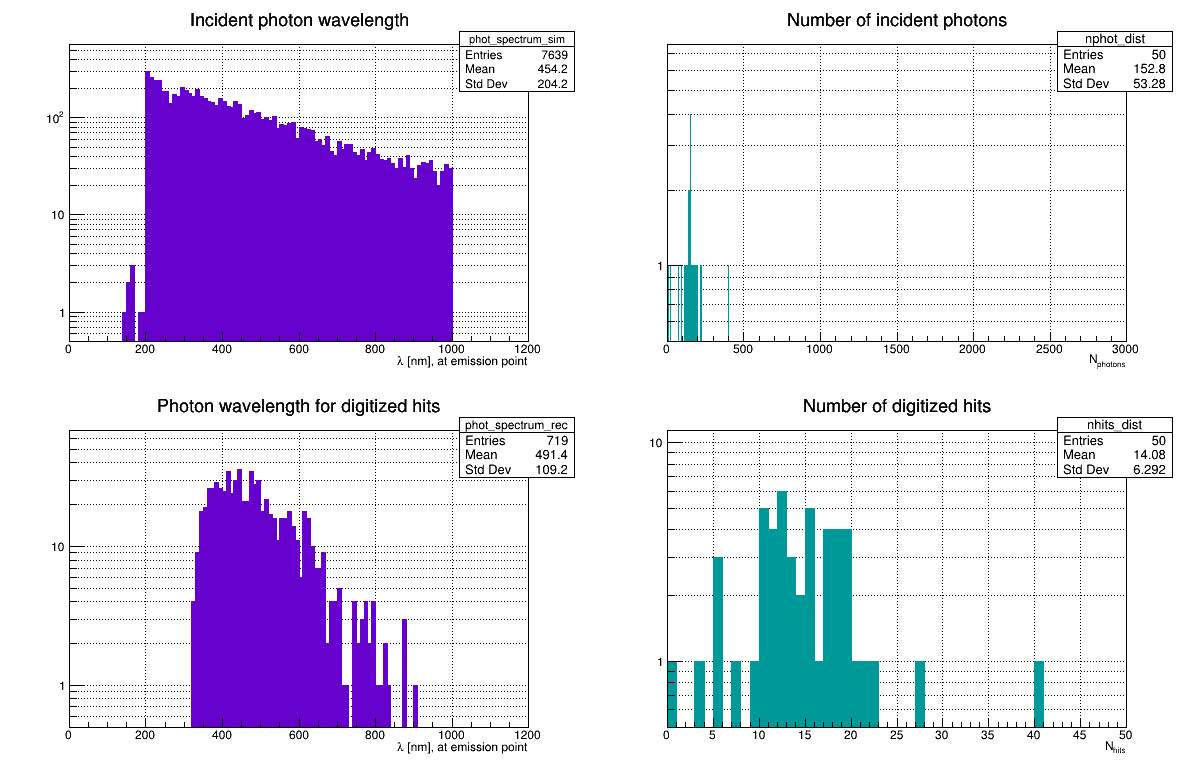 Incident photon wavelength
phot_spectrum_sim
Entries 7639
Mean 454.2
Std Dev 204.2
10²
10
1
0 200 400 600 800 1000 1200
λ [nm], at emission point
Number of incident photons
nphot_dist
Entries 50
Mean 152.8
Std Dev 53.28
1
0 500 1000 1500 2000 2500 3000
N_photons
Photon wavelength for digitized hits
phot_spectrum_rec
Entries 719
Mean 491.4
Std Dev 109.2
10
1
0 200 400 600 800 1000 1200
λ [nm], at emission point
Number of digitized hits
nhits_dist
Entries 50
Mean 14.08
Std Dev 6.292
10
1
0 5 10 15 20 25 30 35 40 45 50
N_hits